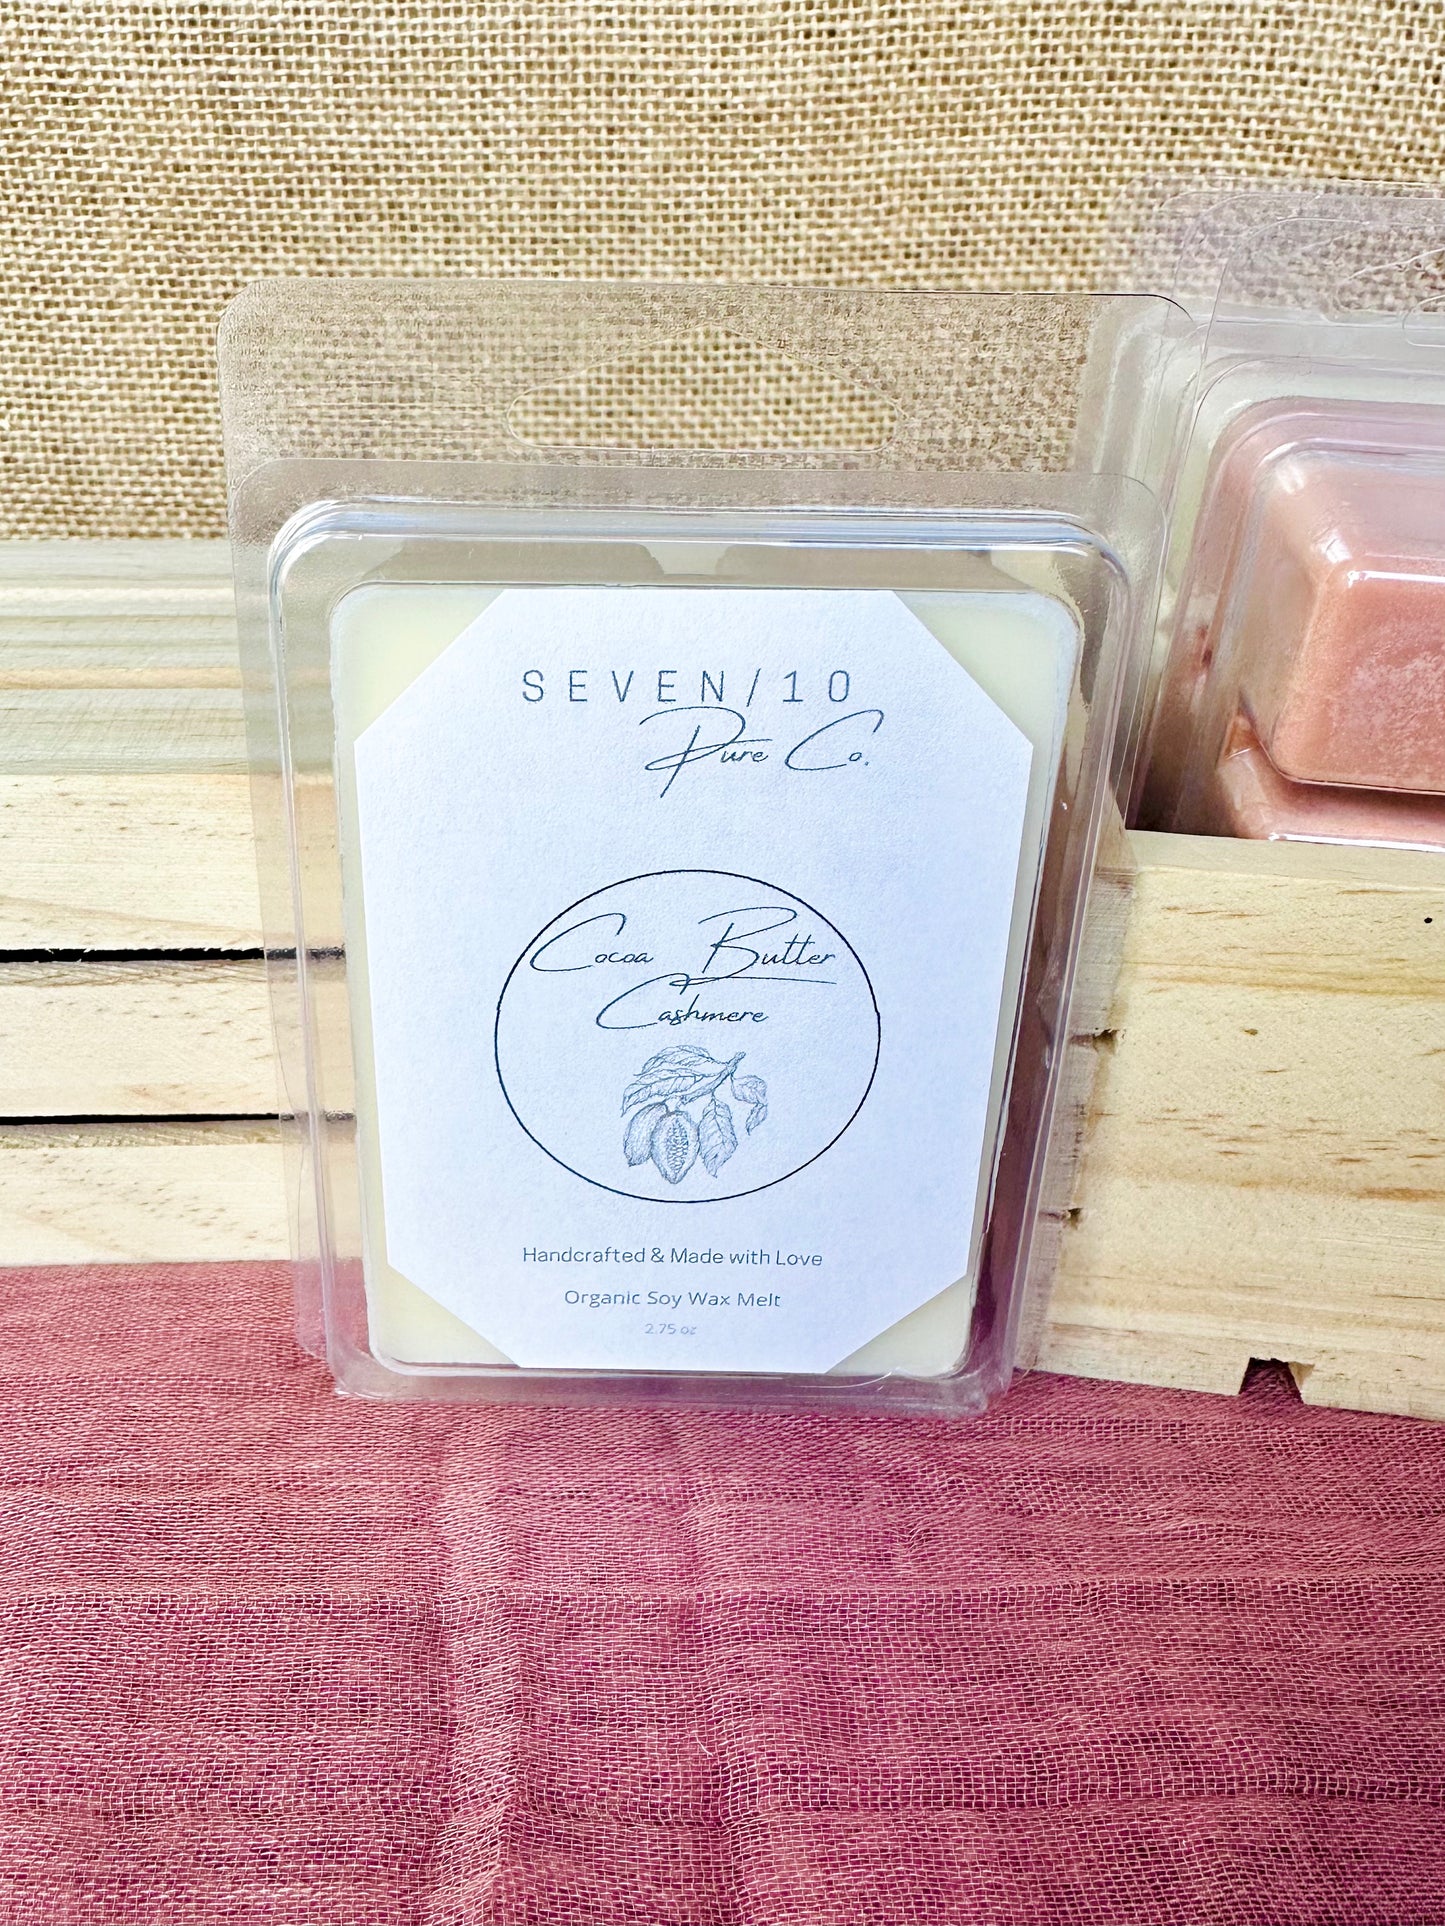 SEVEN/10
Pure Co.
Cocoa Butter
Cashmere
Handcrafted & Made with Love
Organic Soy Wax Melt
2.75 oz